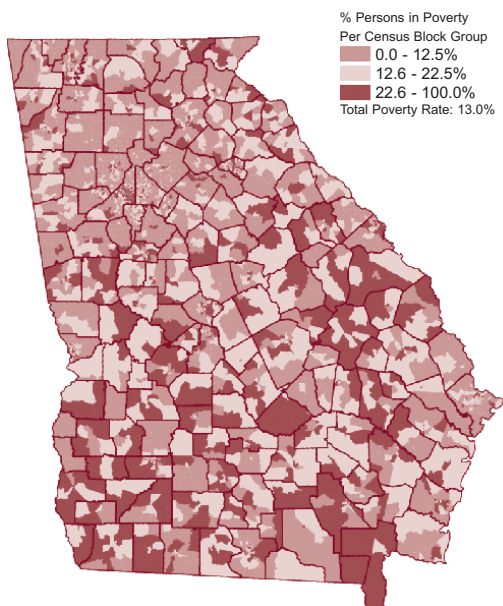 % Persons in Poverty
Per Census Block Group
0.0 - 12.5%
12.6 - 22.5%
22.6 - 100.0%
Total Poverty Rate: 13.0%